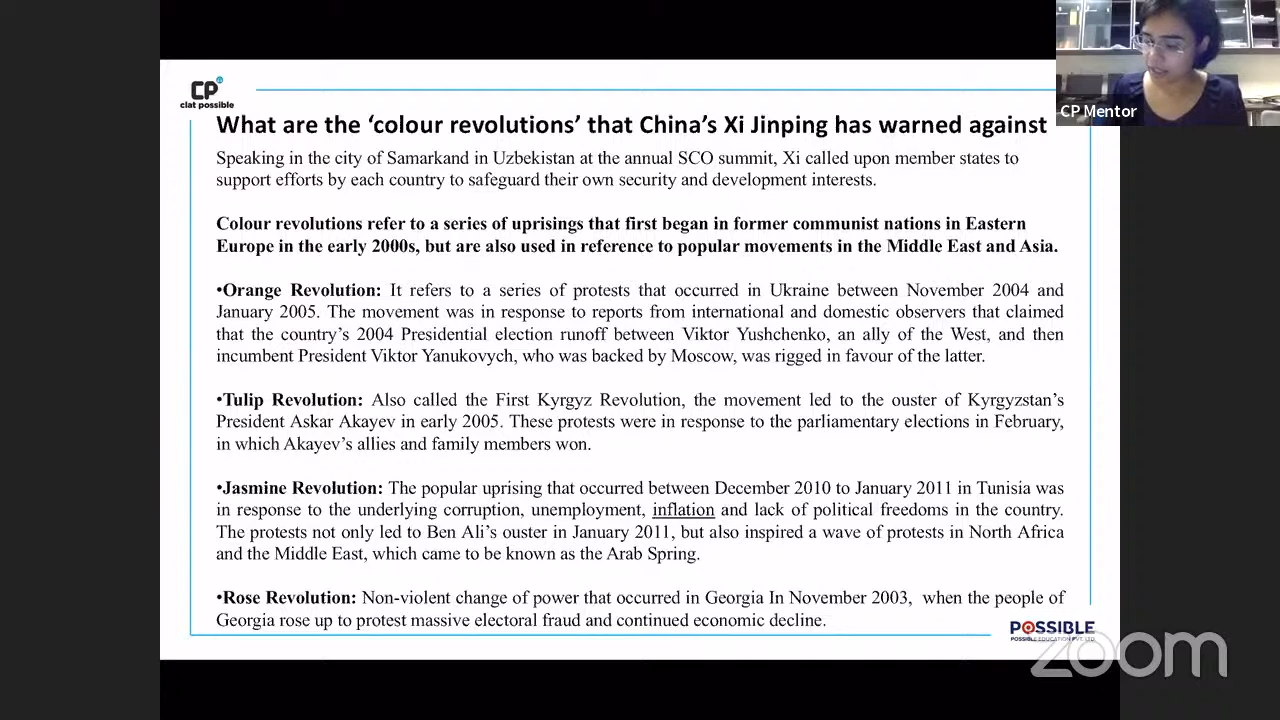 CP
clat possible
CP Mentor
What are the ‘colour revolutions’ that China’s Xi Jinping has warned against
Speaking in the city of Samarkand in Uzbekistan at the annual SCO summit, Xi called upon member states to
support efforts by each country to safeguard their own security and development interests.
Colour revolutions refer to a series of uprisings that first began in former communist nations in Eastern
Europe in the early 2000s, but are also used in reference to popular movements in the Middle East and Asia.
•Orange Revolution: It refers to a series of protests that occurred in Ukraine between November 2004 and
January 2005. The movement was in response to reports from international and domestic observers that claimed
that the country’s 2004 Presidential election runoff between Viktor Yushchenko, an ally of the West, and then
incumbent President Viktor Yanukovych, who was backed by Moscow, was rigged in favour of the latter.
•Tulip Revolution: Also called the First Kyrgyz Revolution, the movement led to the ouster of Kyrgyzstan’s
President Askar Akayev in early 2005. These protests were in response to the parliamentary elections in February,
in which Akayev’s allies and family members won.
•Jasmine Revolution: The popular uprising that occurred between December 2010 to January 2011 in Tunisia was
in response to the underlying corruption, unemployment, inflation and lack of political freedoms in the country.
The protests not only led to Ben Ali’s ouster in January 2011, but also inspired a wave of protests in North Africa
and the Middle East, which came to be known as the Arab Spring.
•Rose Revolution: Non-violent change of power that occurred in Georgia In November 2003, when the people of
Georgia rose up to protest massive electoral fraud and continued economic decline.
POSSIBLE
POSSIBLE EDUCATION PVT. LTD.
zoom